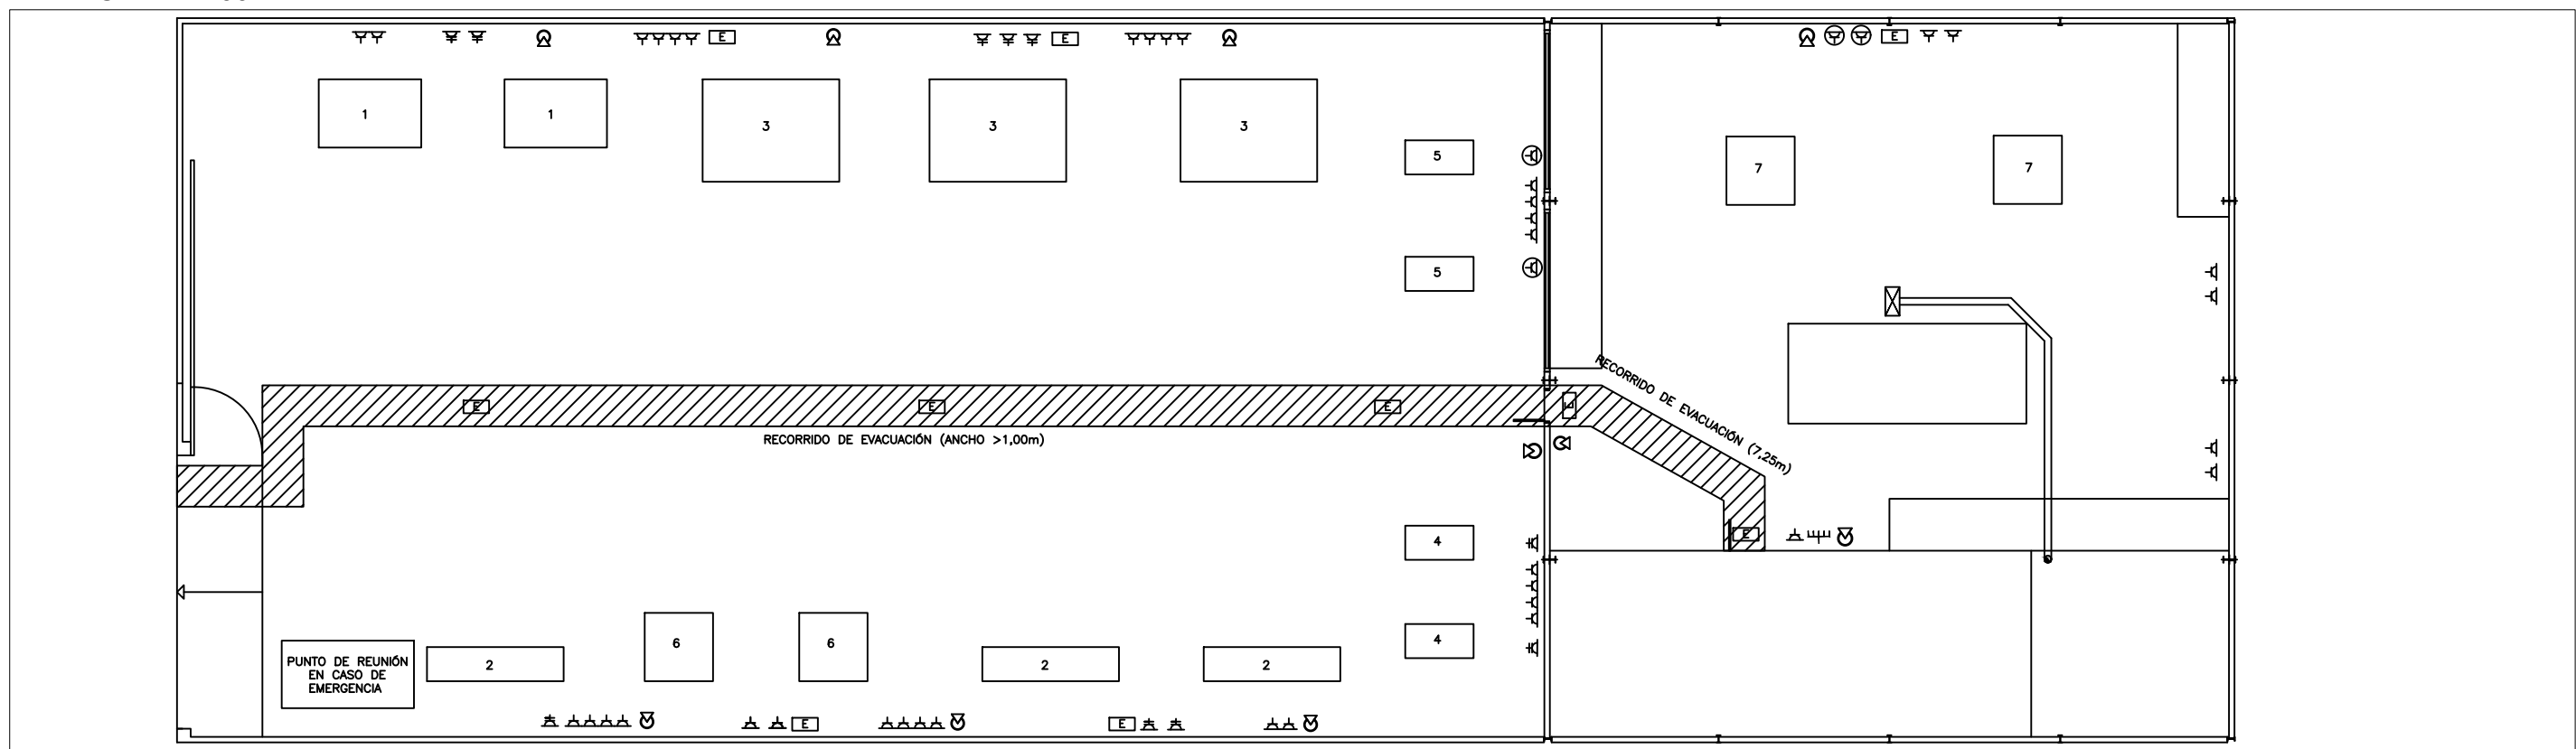 E
E
E
1
1
3
3
3
5
7
7
5
RECORRIDO DE EVACUACIÓN (7,25m)
E
E
E
E
RECORRIDO DE EVACUACIÓN (ANCHO >1,00m)
E
4
4
6
6
2
2
2
PUNTO DE REUNIÓN
EN CASO DE
EMERGENCIA
E
E